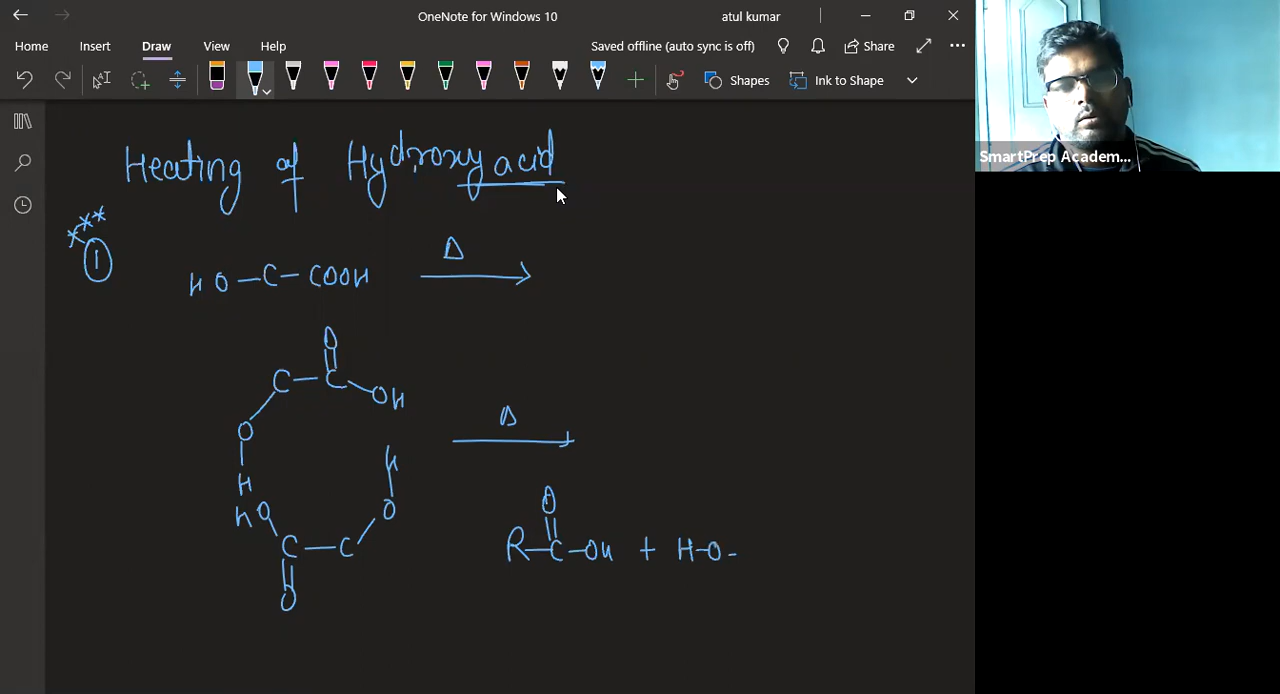 OneNote for Windows 10
atul kumar
Home Insert Draw View Help
Saved offline (auto sync is off)
Share
Shapes
Ink to Shape
SmartPrep Academ...
Heating of Hydroxy acid
***
1
HO-C-COOH Δ
O
C-C
OH
O
Δ
H
H
HO
O
C-C
O
O
R-C-OH + H-O-